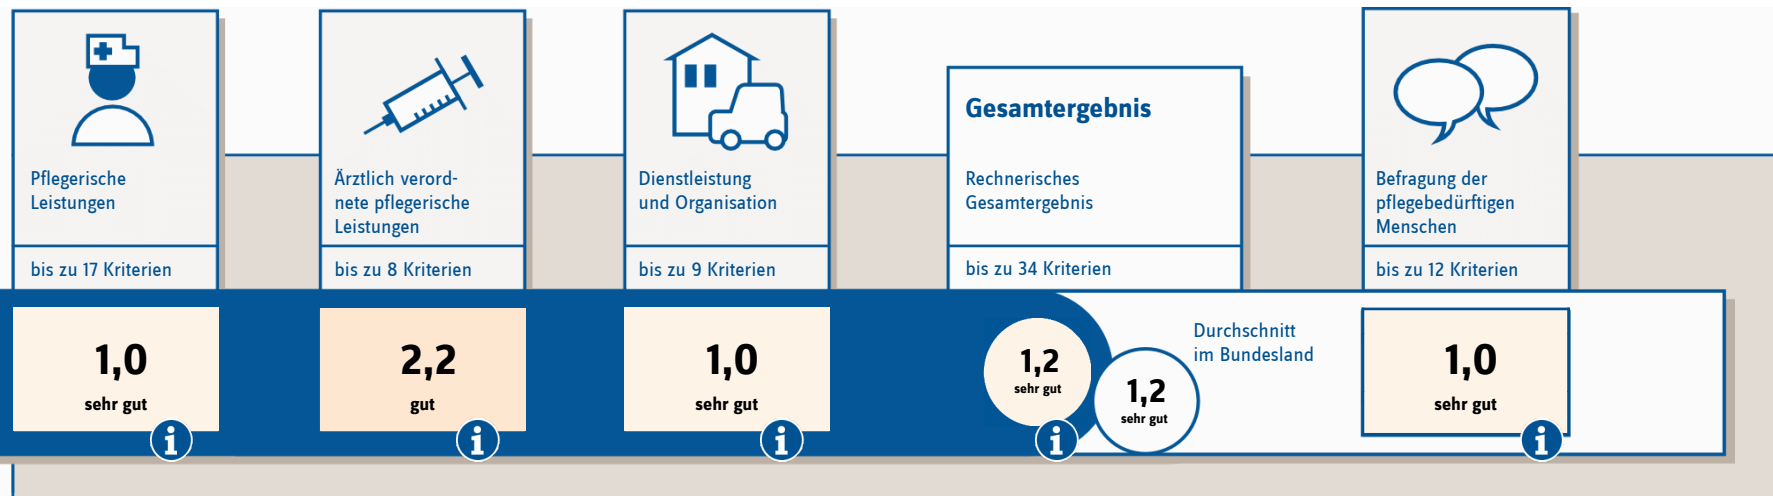 Pflegerische
Leistungen
bis zu 17 Kriterien
1,0
sehr gut
i
Ärztlich verord-
nete pflegerische
Leistungen
bis zu 8 Kriterien
2,2
gut
i
Dienstleistung
und Organisation
bis zu 9 Kriterien
1,0
sehr gut
i
Gesamtergebnis
Rechnerisches
Gesamtergebnis
bis zu 34 Kriterien
1,2
sehr gut
i
Durchschnitt
im Bundesland
1,2
sehr gut
Befragung der
pflegebedürftigen
Menschen
bis zu 12 Kriterien
1,0
sehr gut
i